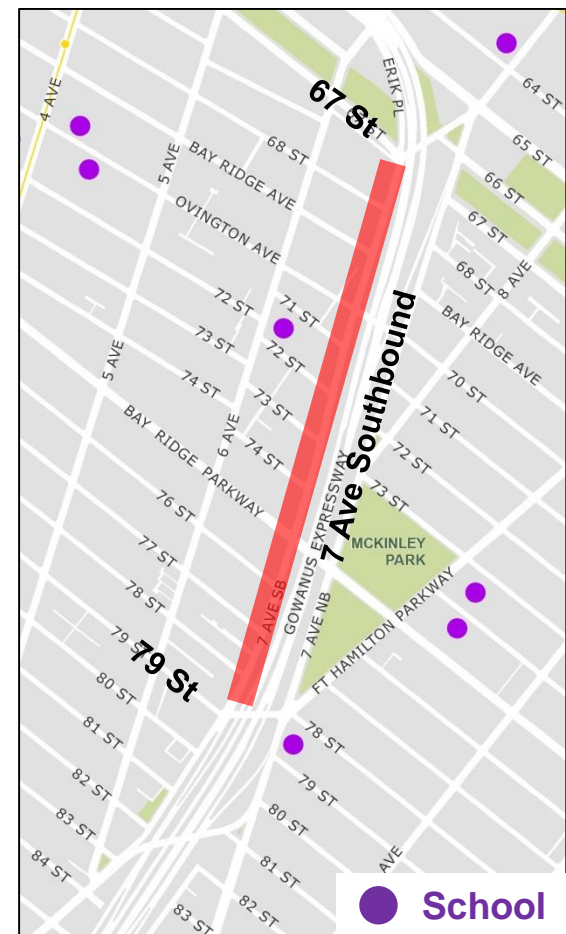 ERIK PL
64 ST
4 AVE
67 St
ST
65 ST
68 ST
5 AVE
BAY RIDGE AVE
66 ST
OVINGTON AVE
67 ST
68 ST
8 AVE
72 ST
71 ST
BAY RIDGE AVE
73 ST
72 ST
5 AVE
74 ST
73 ST
70 ST
7 Ave Southbound
71 ST
BAY RIDGE PARKWAY
6 AVE
74 ST
72 ST
73 ST
76 ST
GOWANUS EXPRESSWAY
MCKINLEY
PARK
77 ST
78 ST
7 AVE SB
7 AVE NB
FT HAMILTON PARKWAY
79 S
79 St
80 ST
81 ST
78 ST
82 ST
79 ST
83 ST
80 ST
84 ST
81 ST
AVE
82 ST
83 ST
School